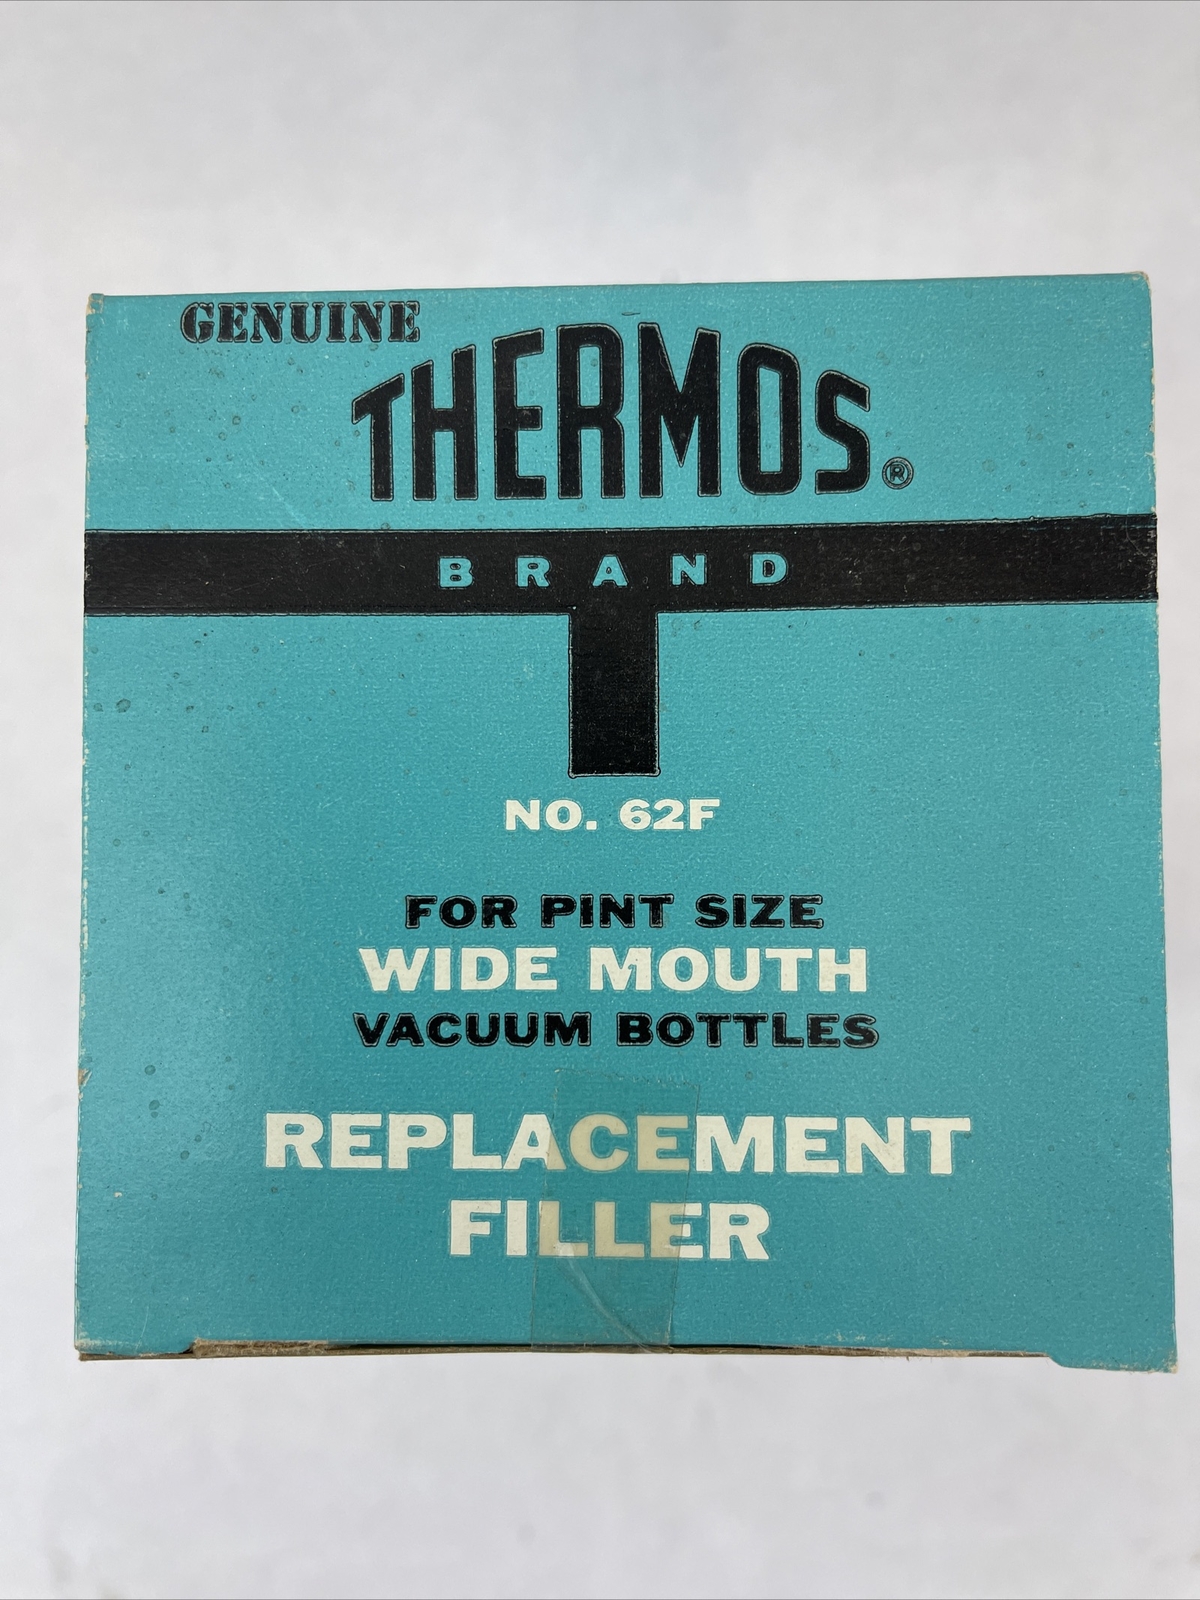 GENUINE
THERMOS®
BRAND
NO. 62F
FOR PINT SIZE
WIDE MOUTH
VACUUM BOTTLES
REPLACEMENT
FILLER